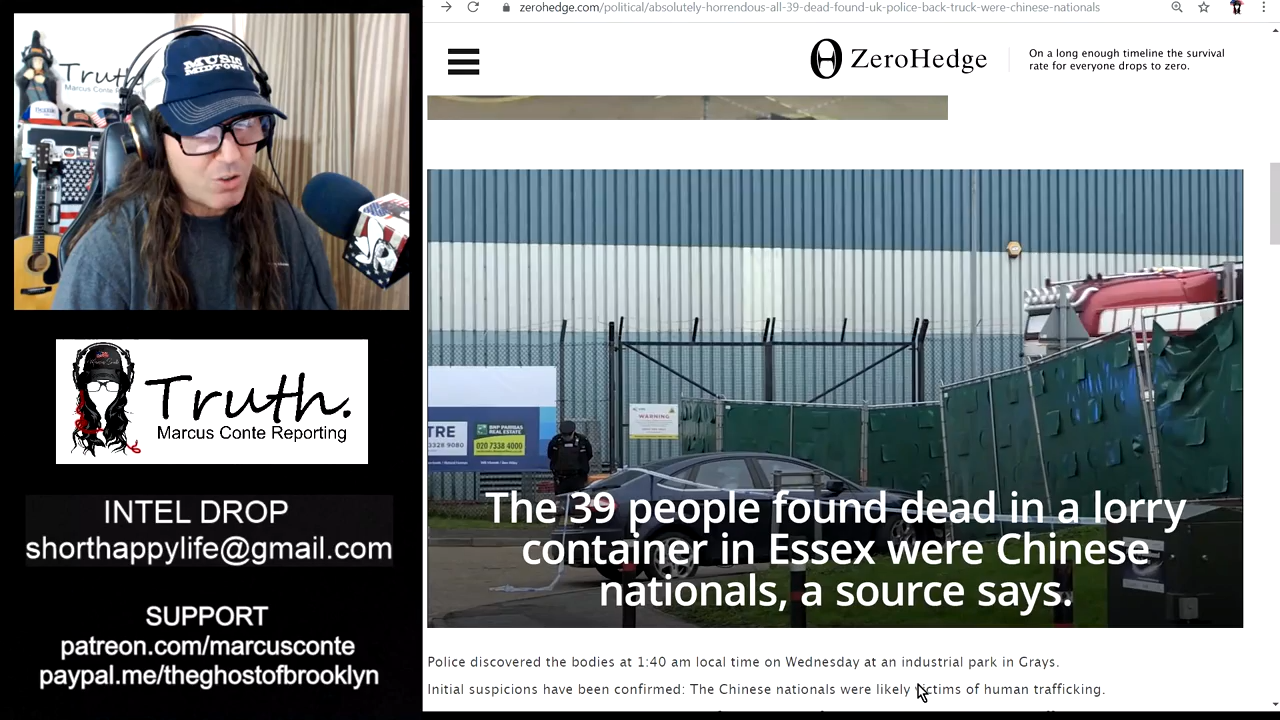 zerohedge.com/political/absolutely-horrendous-all-39-dead-found-uk-police-back-truck-were-chinese-nationals
ZeroHedge
On a long enough timeline the survival
rate for everyone drops to zero.
MUSIC
MIDTOWN
Truth.
Marcus Conte Reporting
INTEL DROP
shorthappylife@gmail.com
SUPPORT
patreon.com/marcusconte
paypal.me/theghostofbrooklyn
WARNING
TRE
3328 9080
BNP PARIBAS
REAL ESTATE
020 7338 4000
The 39 people found dead in a lorry
container in Essex were Chinese
nationals, a source says.
Police discovered the bodies at 1:40 am local time on Wednesday at an industrial park in Grays.
Initial suspicions have been confirmed: The Chinese nationals were likely victims of human trafficking.